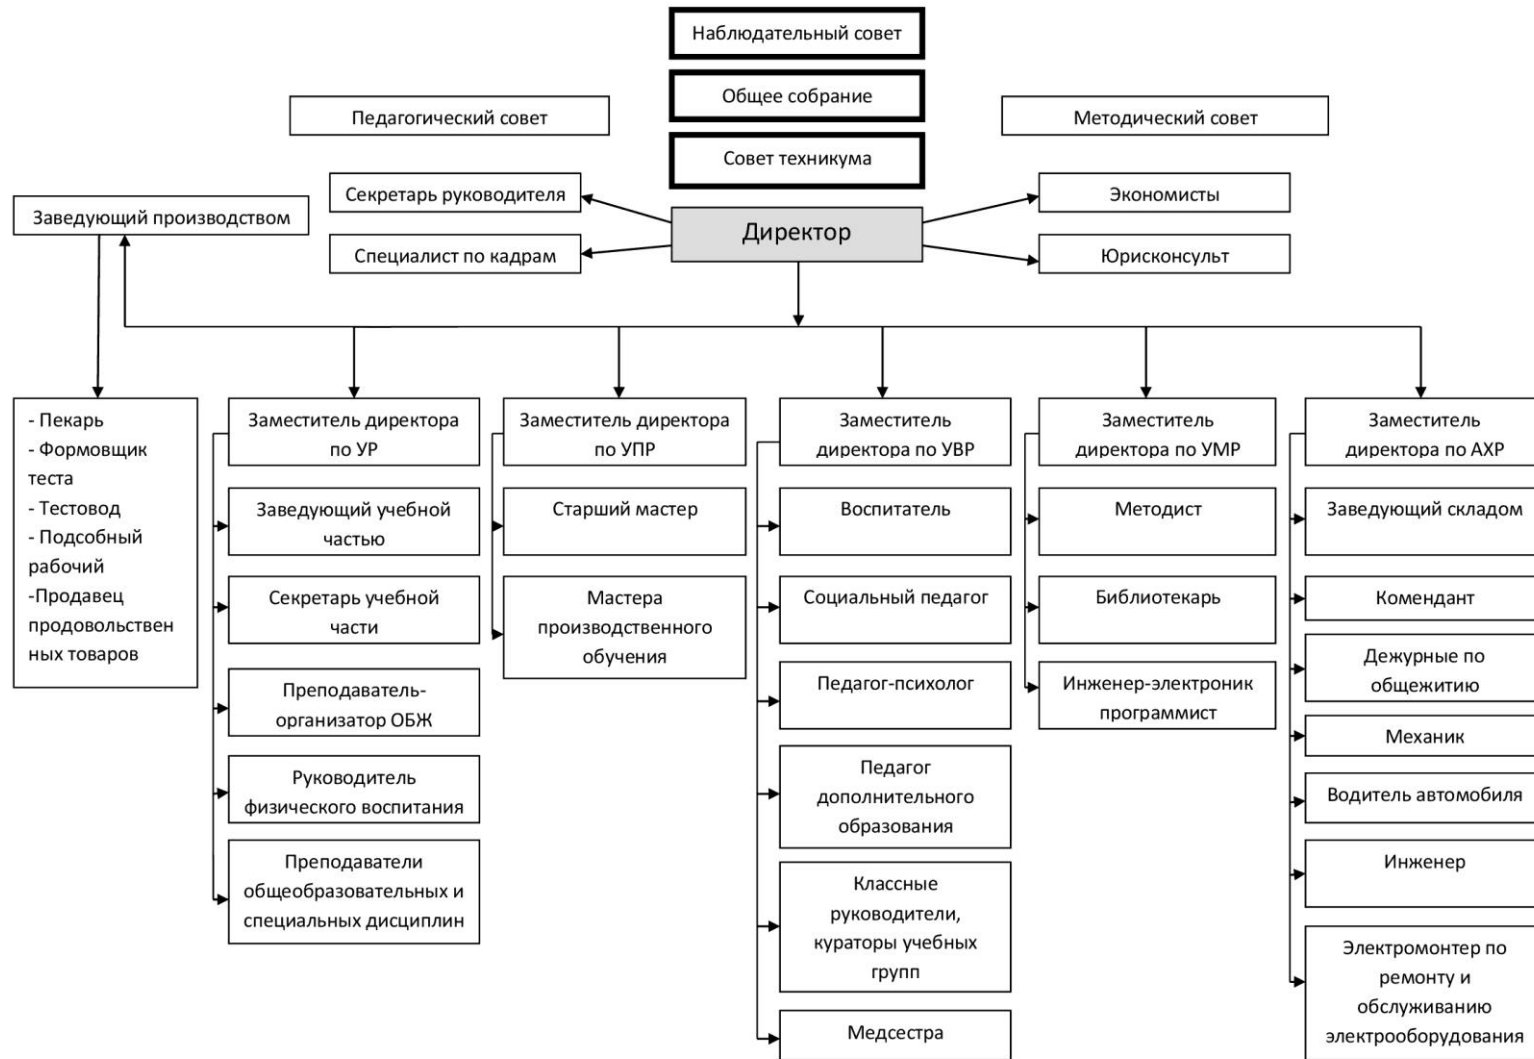 Наблюдательный совет
Общее собрание
Педагогический совет
Методический совет
Совет техникума
Секретарь руководителя
Экономисты
Заведующий производством
Директор
Специалист по кадрам
Юрисконсульт
- Пекарь
- Формовщик
теста
- Тестовод
- Подсобный
рабочий
-Продавец
продовольствен
ных товаров
Заместитель директора
по УР
Заведующий учебной
частью
Секретарь учебной
части
Преподаватель-
организатор ОБЖ
Руководитель
физического воспитания
Преподаватели
общеобразовательных и
специальных дисциплин
Заместитель директора
по УПР
Старший мастер
Мастера
производственного
обучения
Заместитель
директора по УВР
Воспитатель
Социальный педагог
Педагог-психолог
Педагог
дополнительного
образования
Классные
руководители,
кураторы учебных
групп
Медсестра
Заместитель
директора по УМР
Методист
Библиотекарь
Инженер-электроник
программист
Заместитель
директора по АХР
Заведующий складом
Комендант
Дежурные по
общежитию
Механик
Водитель автомобиля
Инженер
Электромонтер по
ремонту и
обслуживанию
электрооборудования